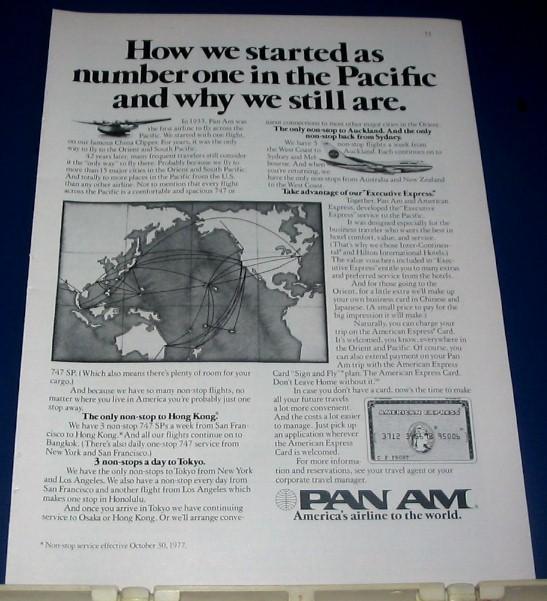 33
How we started as
number one in the Pacific
and why we still are.
In 1935, Pan Am was
the first airline to fly across the
Pacific. We started with one flight,
on our famous China Clipper. For years, it was the only
way to fly to the Orient and South Pacific.
42 years later, many frequent travelers still consider
it the "only way" to fly there. Probably because we fly to
more than 15 major cities in the Orient and South Pacific.
And totally to more places in the Pacific from the U.S.
than any other airline. Not to mention that every flight
across the Pacific is a comfortable and spacious 747 or
747 SP. (Which also means there's plenty of room for your
cargo.)
And because we have so many non-stop flights, no
matter where you live in America you're probably just one
stop away.
The only non-stop to Hong Kong.*
We have 3 non-stop 747 SPs a week from San Fran-
cisco to Hong Kong.* And all our flights continue on to
Bangkok. (There's also daily one-stop 747 service from
New York and San Francisco.)
3 non-stops a day to Tokyo.
We have the only non-stops to Tokyo from New York
and Los Angeles. We also have a non-stop every day from
San Francisco and another flight from Los Angeles which
makes one stop in Honolulu.
And once you arrive in Tokyo we have continuing
service to Osaka or Hong Kong. Or we'll arrange conve-
* Non-stop service effective October 30, 1977.
nient connections to most other major cities in the Orient.
The only non-stop to Auckland. And the only
non-stop back from Sydney.
We have 5 non-stop flights a week from
the West Coast to Auckland. Each continues on to
Sydney and Mel-
bourne. And when
you're returning, we
have the only non-stops from Australia and New Zealand
to the West Coast.
Take advantage of our "Executive Express."
Together, Pan Am and American
Express, developed the "Executive
Express" service to the Pacific.
It was designed especially for the
business traveler who wants the best in
hotel comfort, value, and service.
(That's why we chose Inter-Continen-
tal and Hilton International Hotels.)
The value vouchers included in "Exec-
utive Express" entitle you to many extras
and preferred service from the hotels.
And for those going to the
Orient, for a little extra we'll make up
your own business card in Chinese and
Japanese. (A small price to pay for the
big impression it will make.)
Naturally, you can charge your
trip on the American Express Card.
It's welcomed, you know, everywhere in
the Orient and Pacific. Of course, you
can also extend payment on your Pan
Am trip with the American Express
Card "Sign and Fly" plan. The American Express Card.
Don't Leave Home without it.
In case you don't have a card, now's the time to make
all your future travels
a lot more convenient.
And the costs a lot easier
to manage. Just pick up
an application wherever
the American Express
Card is welcomed.
For more informa-
tion and reservations, see your travel agent or your
corporate travel manager.
AMERICAN EXPRESS
3712 95006
C F FROST
PAN AM
America's airline to the world.